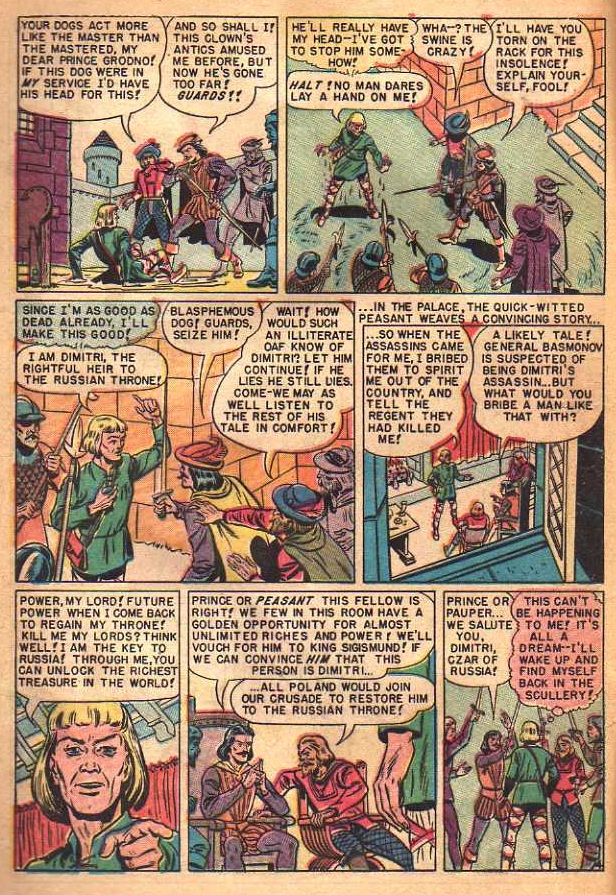 YOUR DOGS ACT MORE
LIKE THE MASTER THAN
THE MASTERED, MY
DEAR PRINCE GRODNO!
IF THIS DOG WERE IN
MY SERVICE I'D HAVE
HIS HEAD FOR THIS!
AND SO SHALL I!
THIS CLOWN'S
ANTICS AMUSED
ME BEFORE, BUT
NOW HE'S GONE
TOO FAR!
GUARDS!!
HE'LL REALLY HAVE
MY HEAD--I'VE GOT
TO STOP HIM SOME-
HOW!
HALT! NO MAN DARES
LAY A HAND ON ME!
WHA-? THE
SWINE IS
CRAZY!
I'LL HAVE YOU
TORN ON THE
RACK FOR THIS
INSOLENCE!
EXPLAIN YOUR-
SELF, FOOL!
SINCE I'M AS GOOD AS
DEAD ALREADY, I'LL
MAKE THIS GOOD!
I AM DIMITRI, THE
RIGHTFUL HEIR TO
THE RUSSIAN THRONE!
BLASPHEMOUS
DOG! GUARDS,
SEIZE HIM!
WAIT! HOW
WOULD SUCH
AN ILLITERATE
OAF KNOW OF
DIMITRI? LET HIM
CONTINUE! IF HE
LIES HE STILL DIES.
COME-WE MAY AS
WELL LISTEN TO
THE REST OF HIS
TALE IN COMFORT!
...IN THE PALACE, THE QUICK-WITTED
PEASANT WEAVES A CONVINCING STORY...
...SO WHEN THE
ASSASSINS CAME
FOR ME, I BRIBED
THEM TO SPIRIT
ME OUT OF THE
COUNTRY, AND
TELL THE
REGENT THEY
HAD KILLED
ME!
A LIKELY TALE!
GENERAL BASMONOV
IS SUSPECTED OF
BEING DIMITRI'S
ASSASSIN...BUT
WHAT WOULD YOU
BRIBE A MAN LIKE
THAT WITH?
POWER, MY LORD! FUTURE
POWER WHEN I COME BACK
TO REGAIN MY THRONE!
KILL ME MY LORDS? THINK
WELL! I AM THE KEY TO
RUSSIA! THROUGH ME, YOU
CAN UNLOCK THE RICHEST
TREASURE IN THE WORLD!
PRINCE OR PEASANT THIS FELLOW IS
RIGHT! WE FEW IN THIS ROOM HAVE A
GOLDEN OPPORTUNITY FOR ALMOST
UNLIMITED RICHES AND POWER! WE'LL
VOUCH FOR HIM TO KING SIGISMUND! IF
WE CAN CONVINCE HIM THAT THIS
PERSON IS DIMITRI...
...ALL POLAND WOULD JOIN
OUR CRUSADE TO RESTORE HIM
TO THE RUSSIAN THRONE!
PRINCE OR
PAUPER...
WE SALUTE
YOU,
DIMITRI,
CZAR OF
RUSSIA!
THIS CAN'T
BE HAPPENING
TO ME! IT'S
ALL A
DREAM--I'LL
WAKE UP AND
FIND MYSELF
BACK IN THE
SCULLERY!